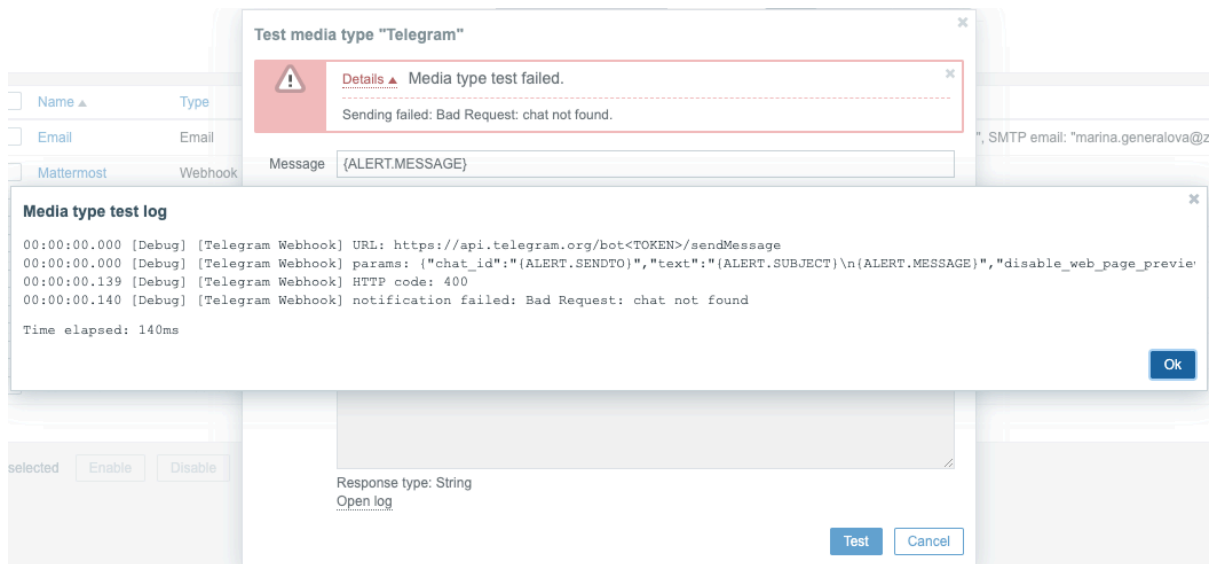 Test media type "Telegram"
Details Media type test failed.
Sending failed: Bad Request: chat not found.
Name Type
Email Email ", SMTP email: "marina.generalova@z
Message {ALERT.MESSAGE}
Mattermost Webhook
Media type test log
00:00:00.000 [Debug] [Telegram Webhook] URL: https://api.telegram.org/bot<TOKEN>/sendMessage
00:00:00.000 [Debug] [Telegram Webhook] params: {"chat_id":"{ALERT.SENDTO}","text":"{ALERT.SUBJECT}\n{ALERT.MESSAGE}","disable_web_page_previe
00:00:00.139 [Debug] [Telegram Webhook] HTTP code: 400
00:00:00.140 [Debug] [Telegram Webhook] notification failed: Bad Request: chat not found
Time elapsed: 140ms
Ok
selected Enable Disable
Response type: String
Open log
Test Cancel